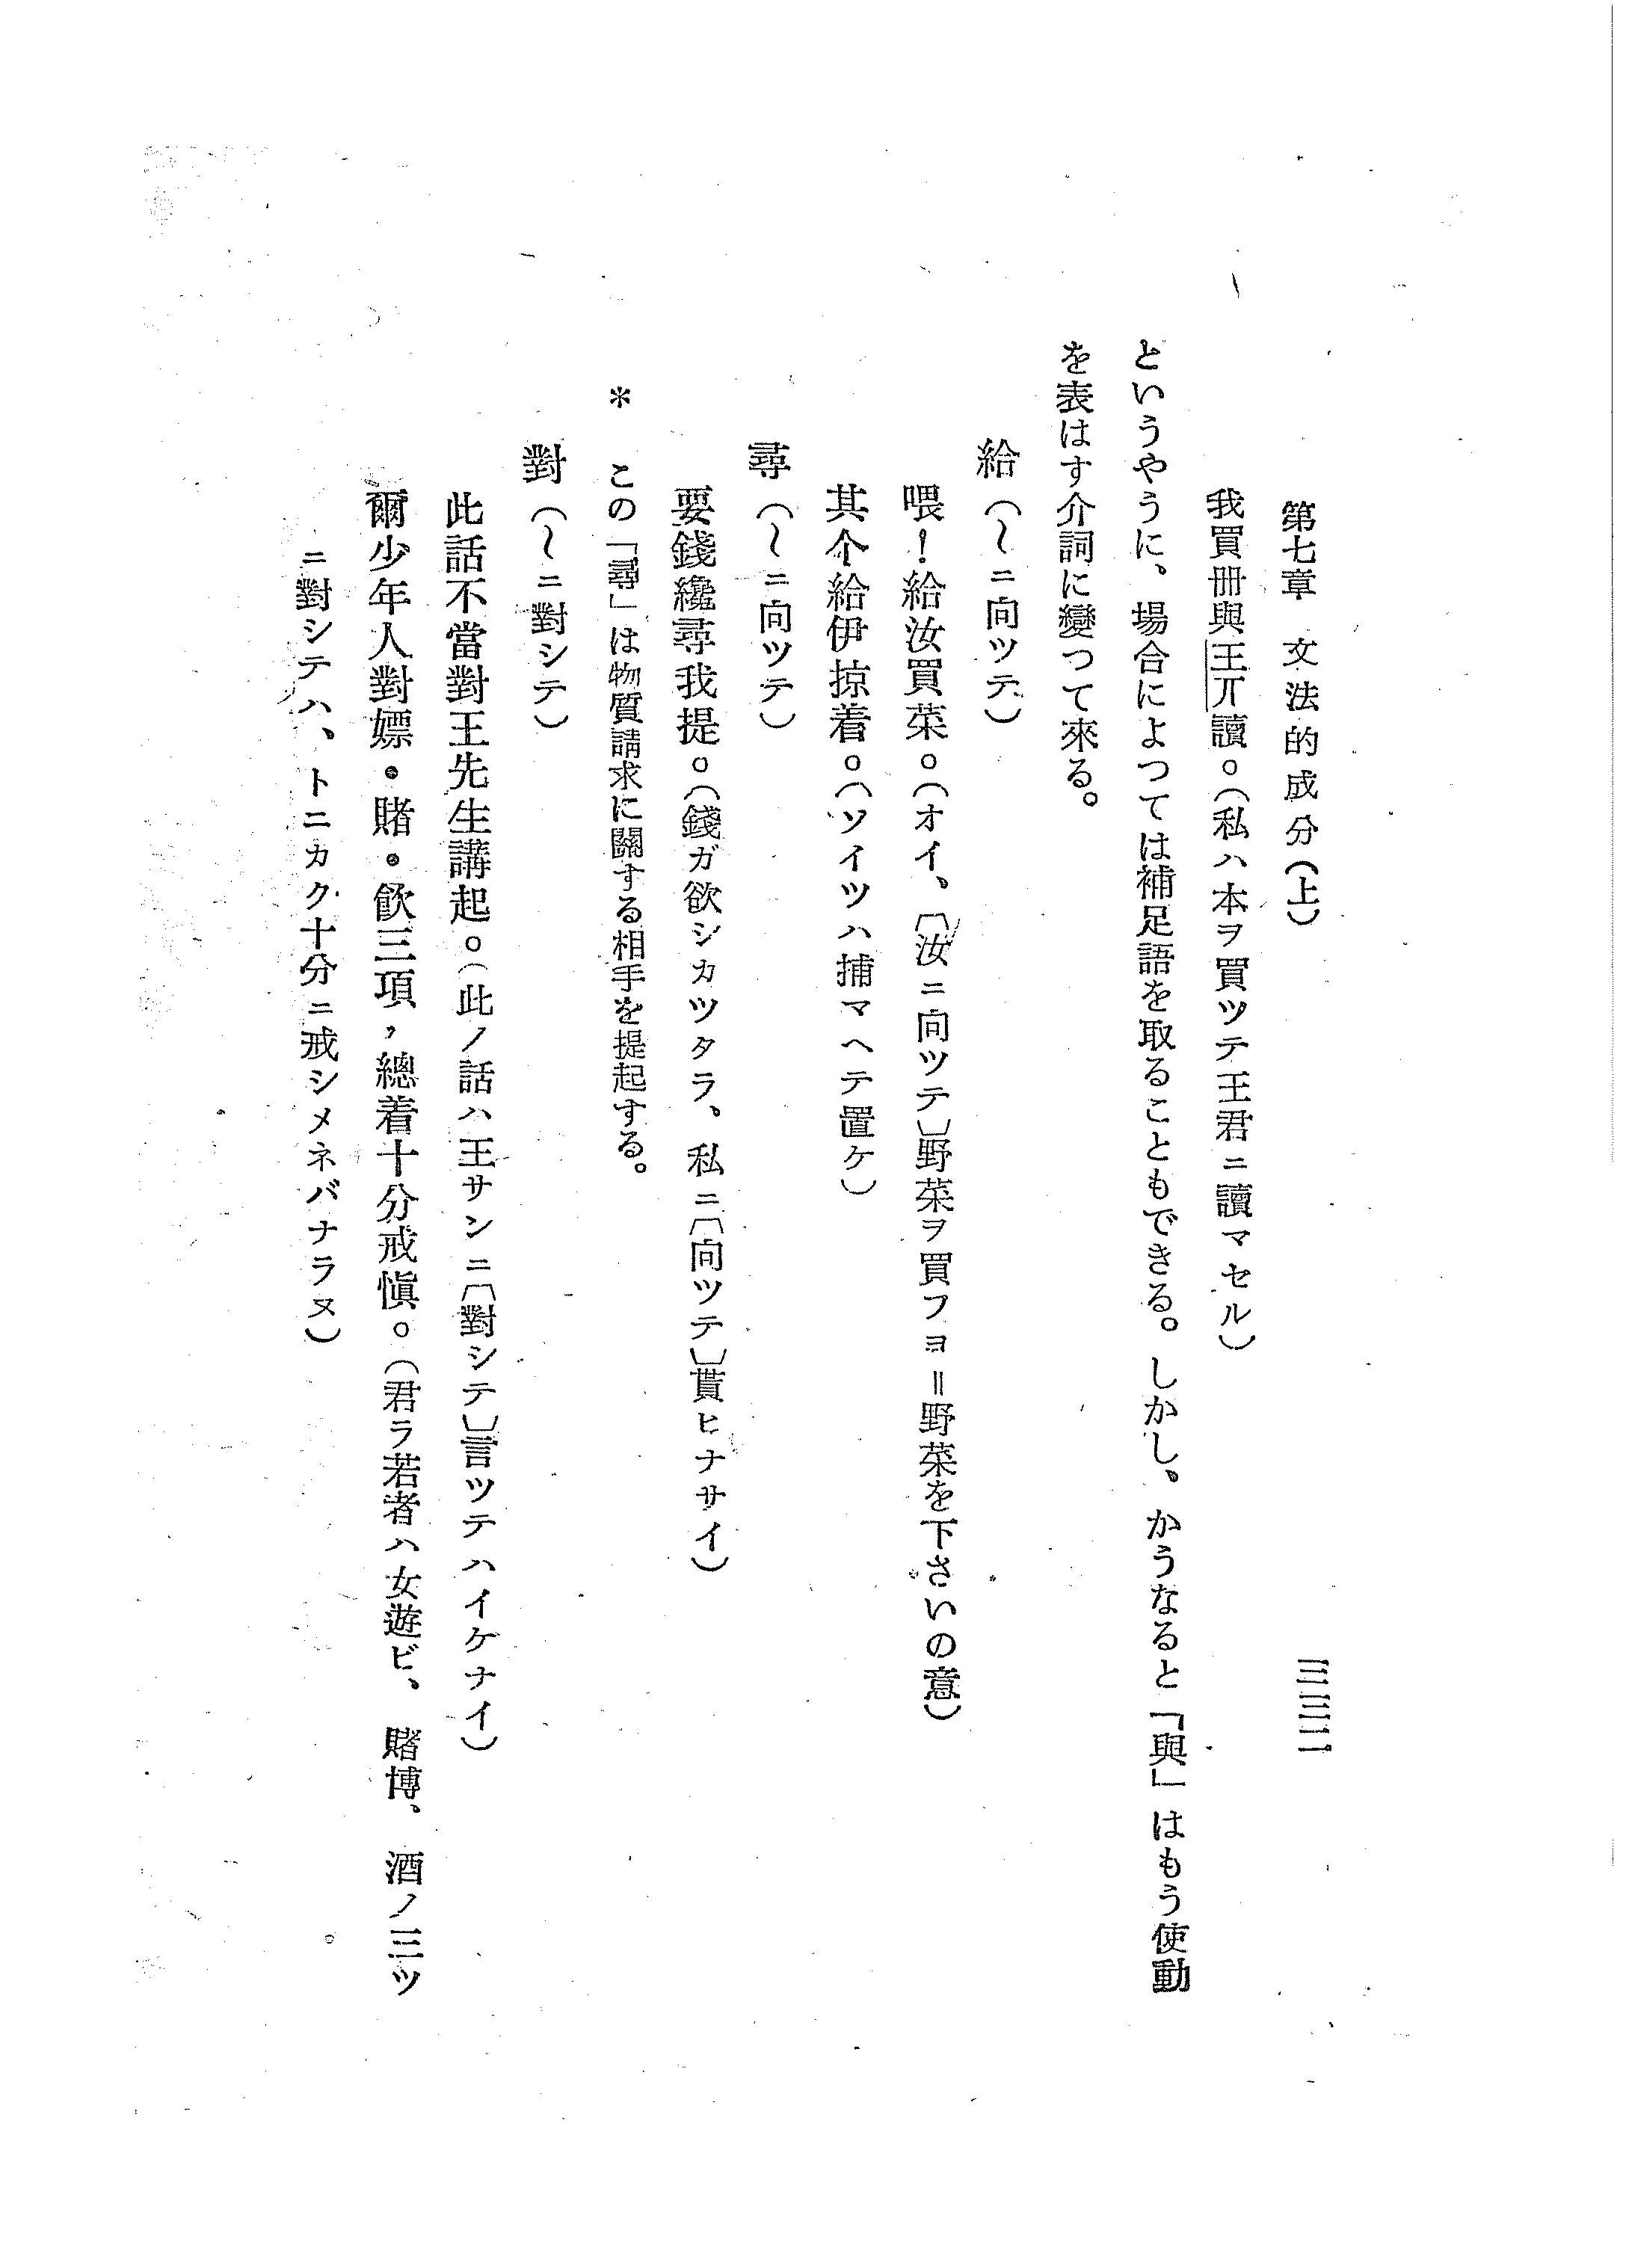 第七章　文法的成分（上）　三三二
我買冊與王丌讀。（私ハ本ヲ買ツテ王君ニ讀マセル）
というやうに、場合によつては補足語を取ることもできる。しかし、かうなると「與」はもう使動
を表はす介詞に變つて來る。
給（～ニ向ツテ）
喂！給汝買菜。（オイ、〔汝ニ向ツテ〕野菜ヲ買フヨ＝野菜を下さいの意）
其个給伊掠着。（ソイツハ捕マヘテ置ケ）
尋（～ニ向ツテ）
要錢纔尋我提。（錢ガ欲シカツタラ、私ニ〔向ツテ〕貰ヒナサイ）
＊　この「尋」は物質請求に關する相手を提起する。
對（～ニ對シテ）
此話不當對王先生講起。（此ノ話ハ王サンニ〔對シテ〕言ツテハイケナイ）
爾少年人對嫖・賭・飮三項，總着十分戒愼。（君ラ若者ハ女遊ビ、賭博、酒ノ三ツ
ニ對シテハ、トニカク十分ニ戒シメネバナラヌ）